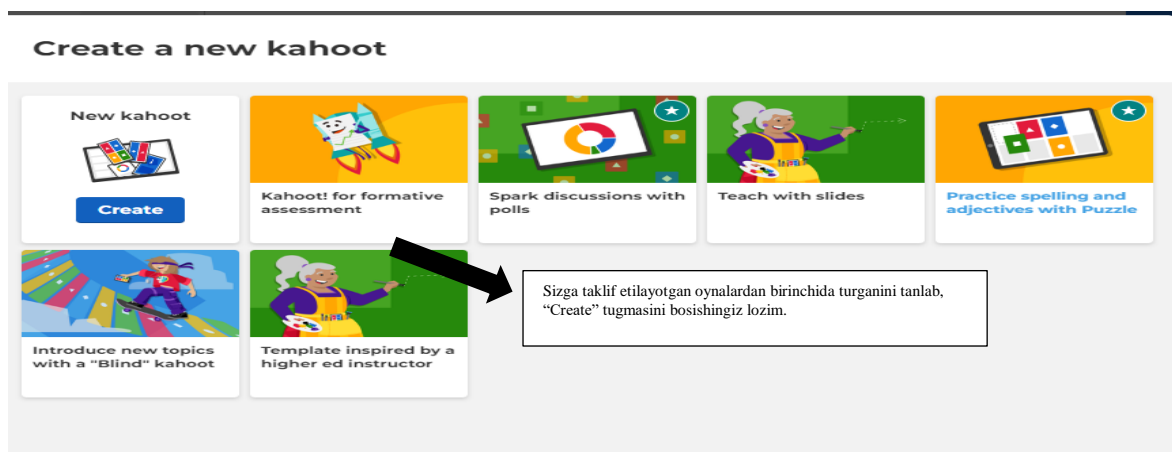 Create a new kahoot
New kahoot
Create
Kahoot! for formative
assessment
Spark discussions with
polls
Teach with slides
Practice spelling and
adjectives with Puzzle
Introduce new topics
with a "Blind" kahoot
Template inspired by a
higher ed instructor
Sizga taklif etilayotgan oynalardan birinchida turganini tanlab,
“Create” tugmasini bosishingiz lozim.